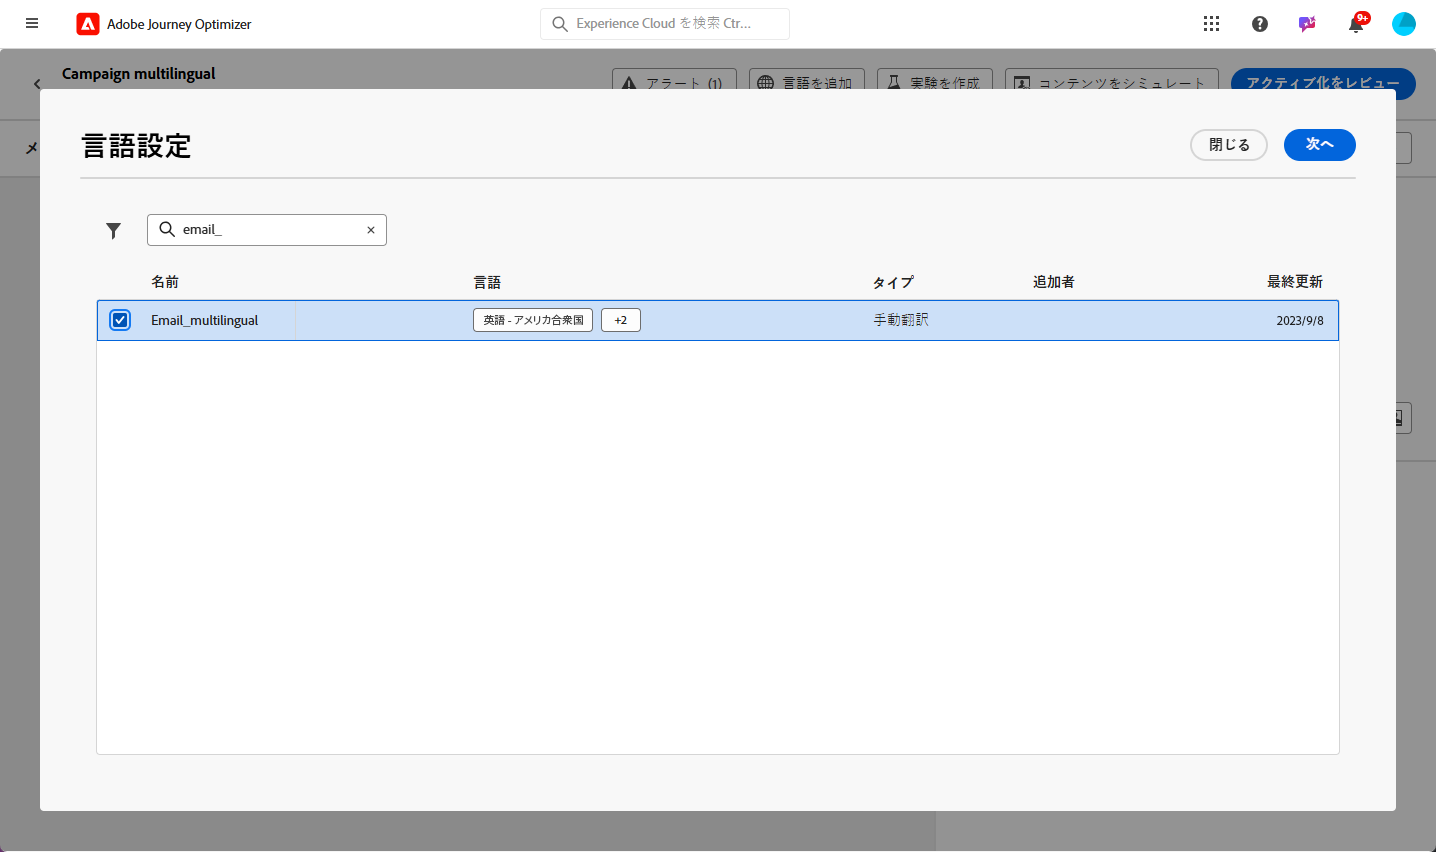 Adobe Journey Optimizer
Experience Cloud を検索 Ctr...
9+
Campaign multilingual
アラート (1)
言語を追加
実験を作成
コンテンツをシミュレート
アクティブ化をレビュー
メ
言語設定
閉じる
次へ
email_
名前 言語 タイプ 追加者 最終更新
Email_multilingual 英語 - アメリカ合衆国 +2 手動翻訳 2023/9/8